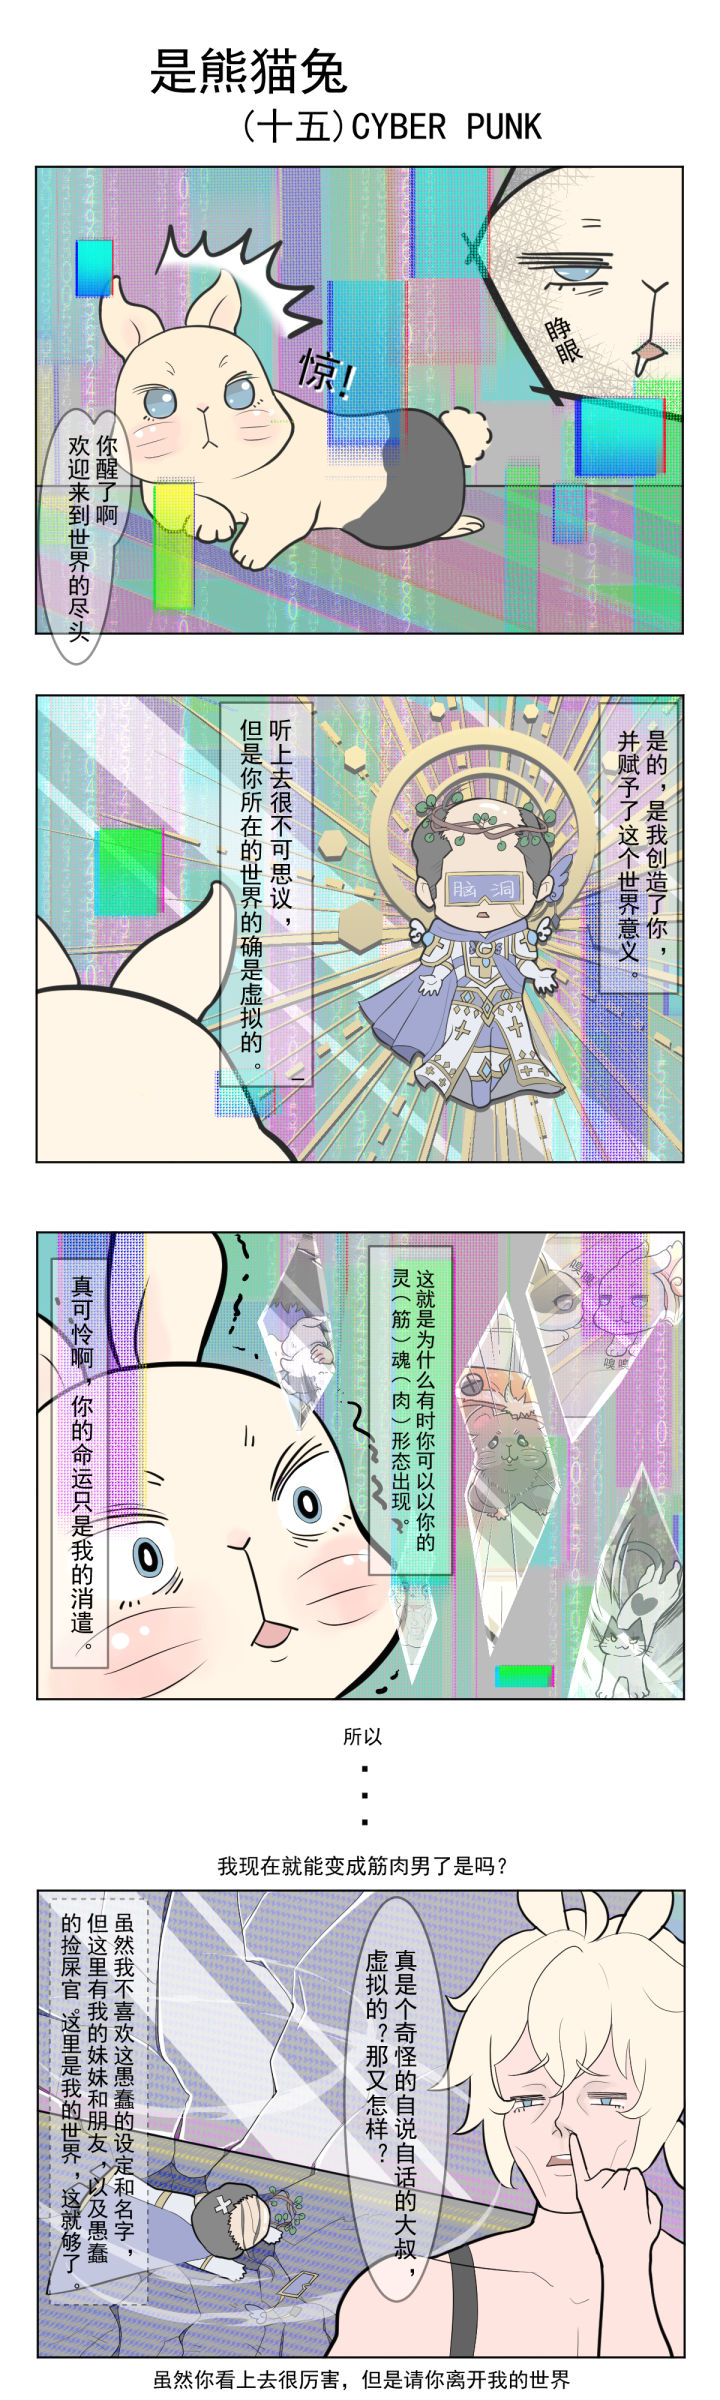 是熊猫兔
(十五)CYBER PUNK
睁眼
惊!
你醒了啊
欢迎来到世界的尽头
是的，是我创造了你，
并赋予了这个世界意义。
脑洞
听上去很不可思议，
但是你所在的世界的确是虚拟的。
嗅嗅
嗅嗅
这就是为什么有时你可以以你的
灵（筋）魂（肉）形态出现。
真可怜啊，你的命运只是我的消遣。
所以
我现在就能变成筋肉男了是吗？
真是个奇怪的自说自话的大叔，
虚拟的？那又怎样？
虽然我不喜欢这愚蠢的设定和名字，
但这里有我的妹妹和朋友，以及愚蠢
的捡屎官。这里是我的世界，这就够了。
虽然你看上去很厉害，但是请你离开我的世界